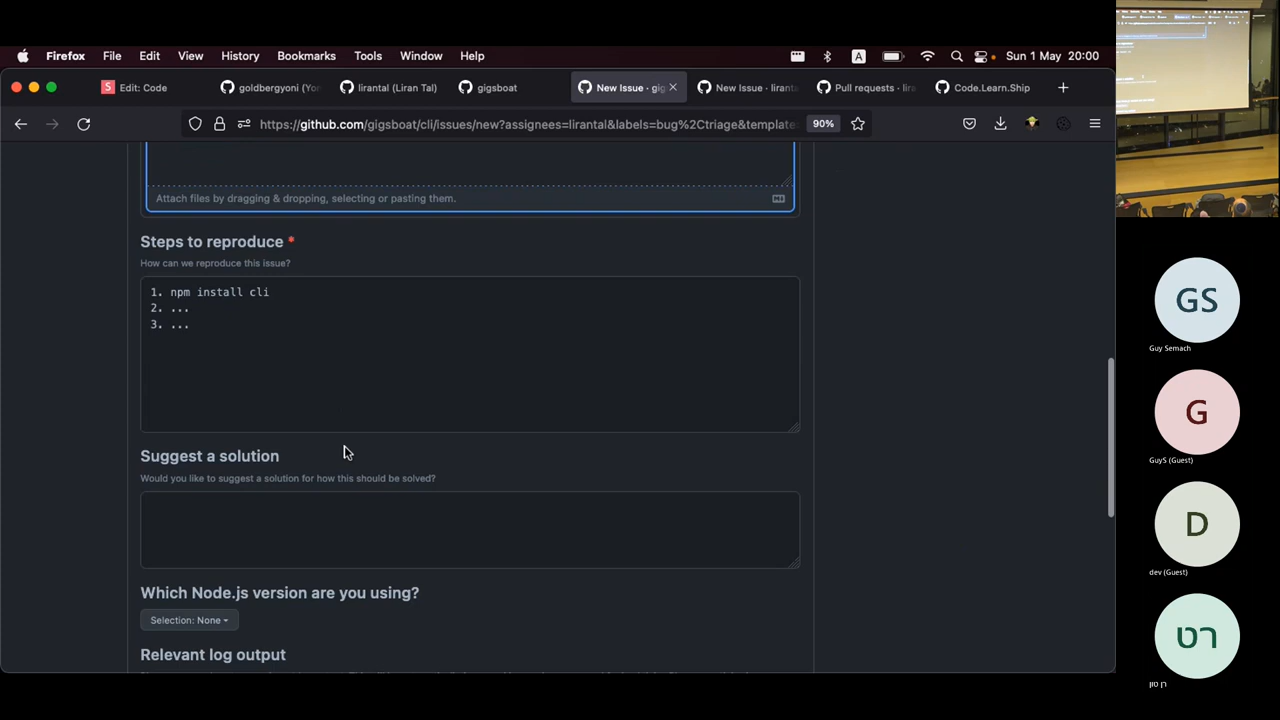 Firefox File Edit View History Bookmarks Tools Window Help A Sun 1 May 20:00
S Edit: Code goldbergyoni (Yon lirantal (Liran Tal) gigsboat New Issue · gig New Issue · liranta Pull requests · lira Code.Learn.Ship
https://github.com/gigsboat/cli/issues/new?assignees=lirantal&labels=bug%2Ctriage&template= 90%
Attach files by dragging & dropping, selecting or pasting them.
Steps to reproduce *
How can we reproduce this issue?
1. npm install cli
2. ...
3. ...
Suggest a solution
Would you like to suggest a solution for how this should be solved?
Which Node.js version are you using?
Selection: None
Relevant log output
GS
Guy Semach
G
GuyS (Guest)
D
dev (Guest)
רט